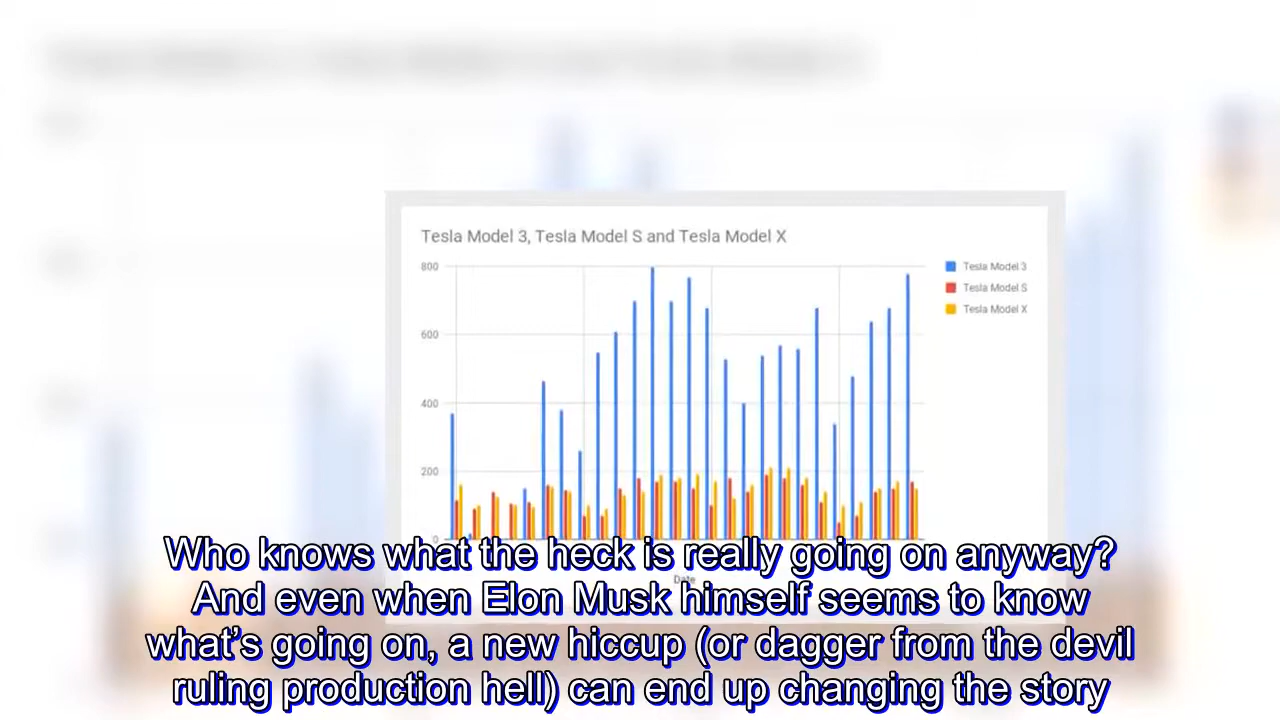 Tesla Model 3, Tesla Model S and Tesla Model X
800
Tesla Model 3
Tesla Model S
Tesla Model X
600
400
200
0
Date
Who knows what the heck is really going on anyway?
And even when Elon Musk himself seems to know
what's going on, a new hiccup (or dagger from the devil
ruling production hell) can end up changing the story